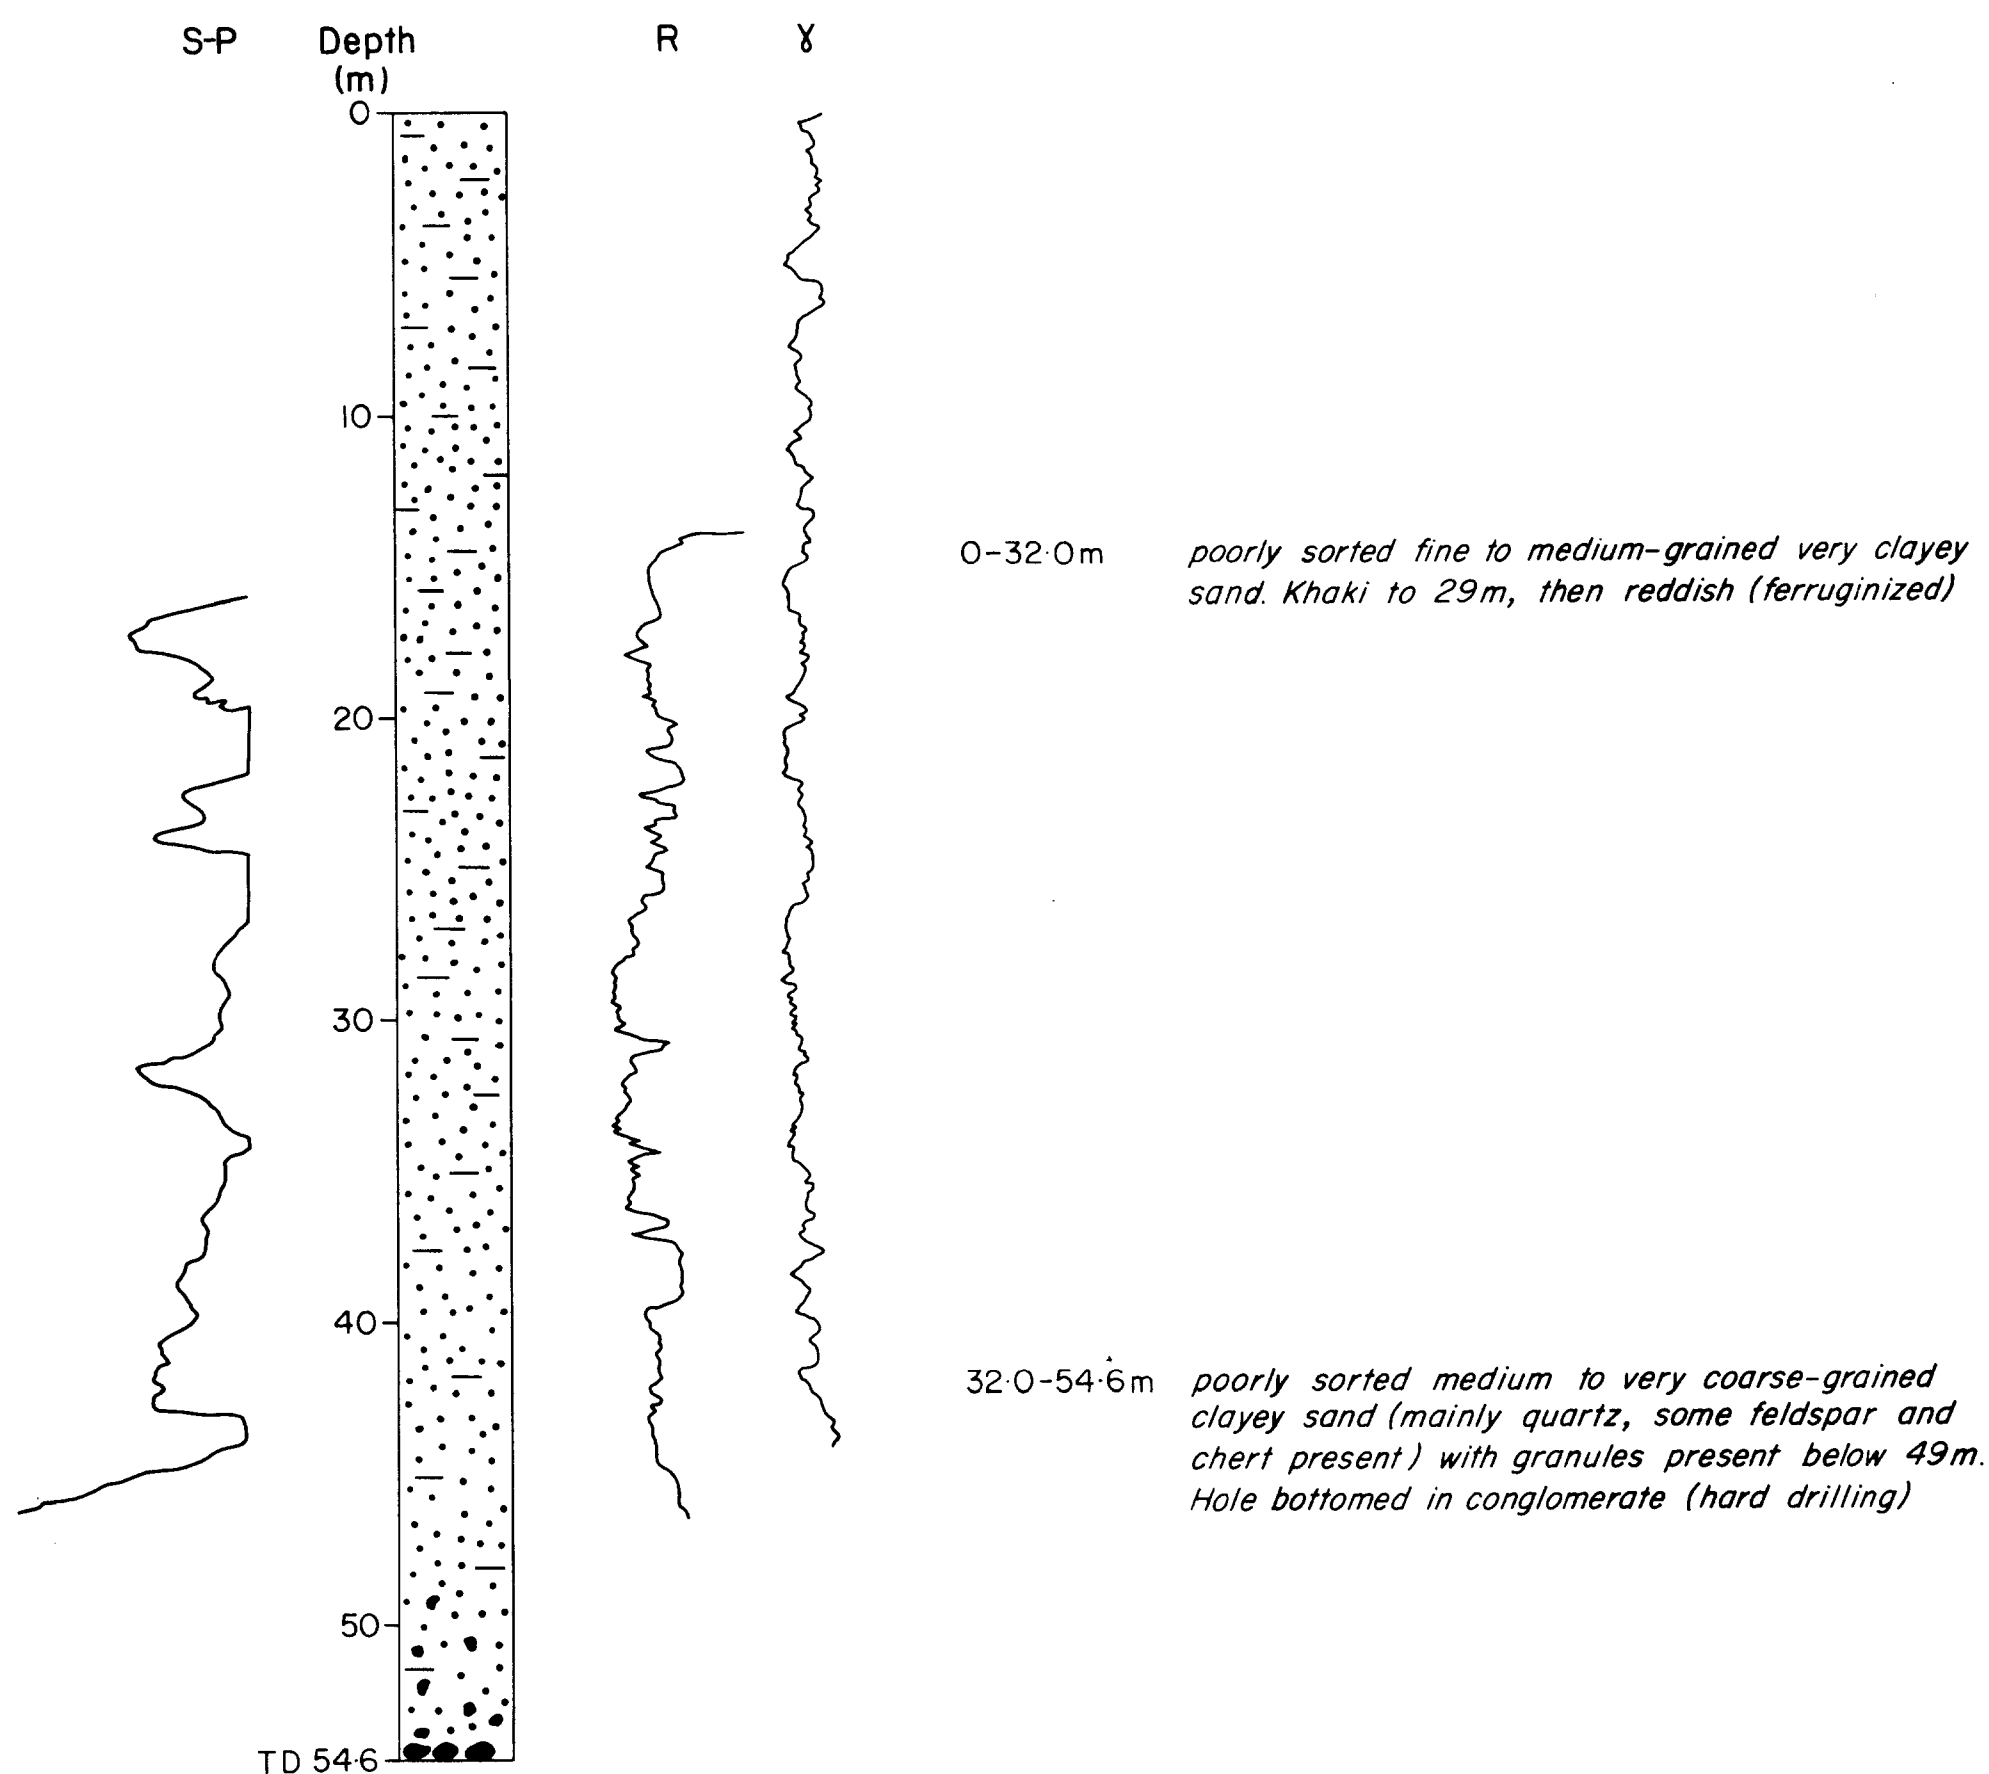 S-P Depth R γ
(m)
0
10
0-32·0m poorly sorted fine to medium-grained very clayey
sand. Khaki to 29m, then reddish (ferruginized)
20
30
40
32·0-54·6m poorly sorted medium to very coarse-grained
clayey sand (mainly quartz, some feldspar and
chert present) with granules present below 49m.
Hole bottomed in conglomerate (hard drilling)
50
TD 54·6